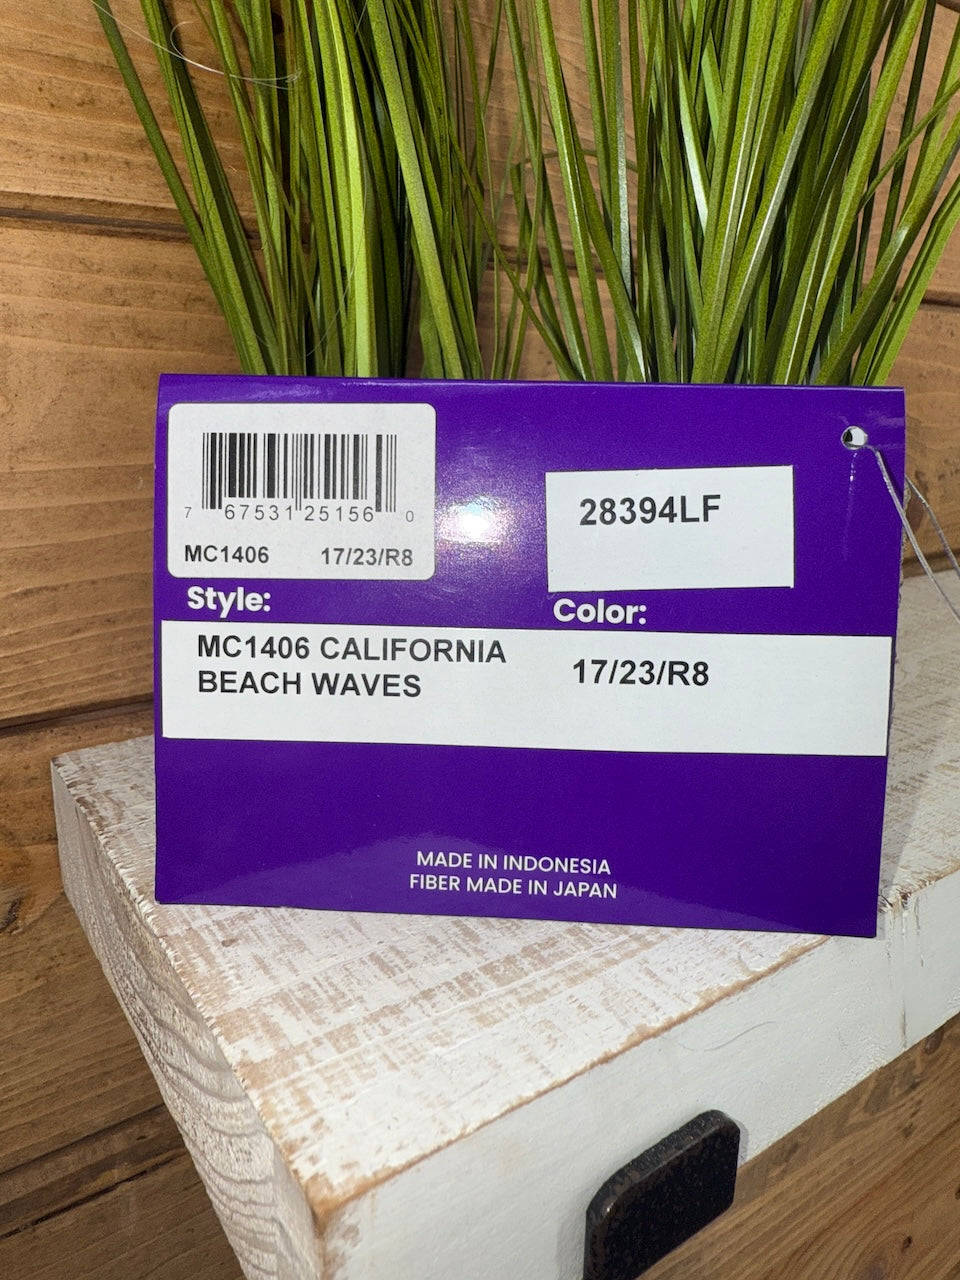 7 67531 25156 0
MC1406 17/23/R8
28394LF
Style: Color:
MC1406 CALIFORNIA
BEACH WAVES
17/23/R8
MADE IN INDONESIA
FIBER MADE IN JAPAN